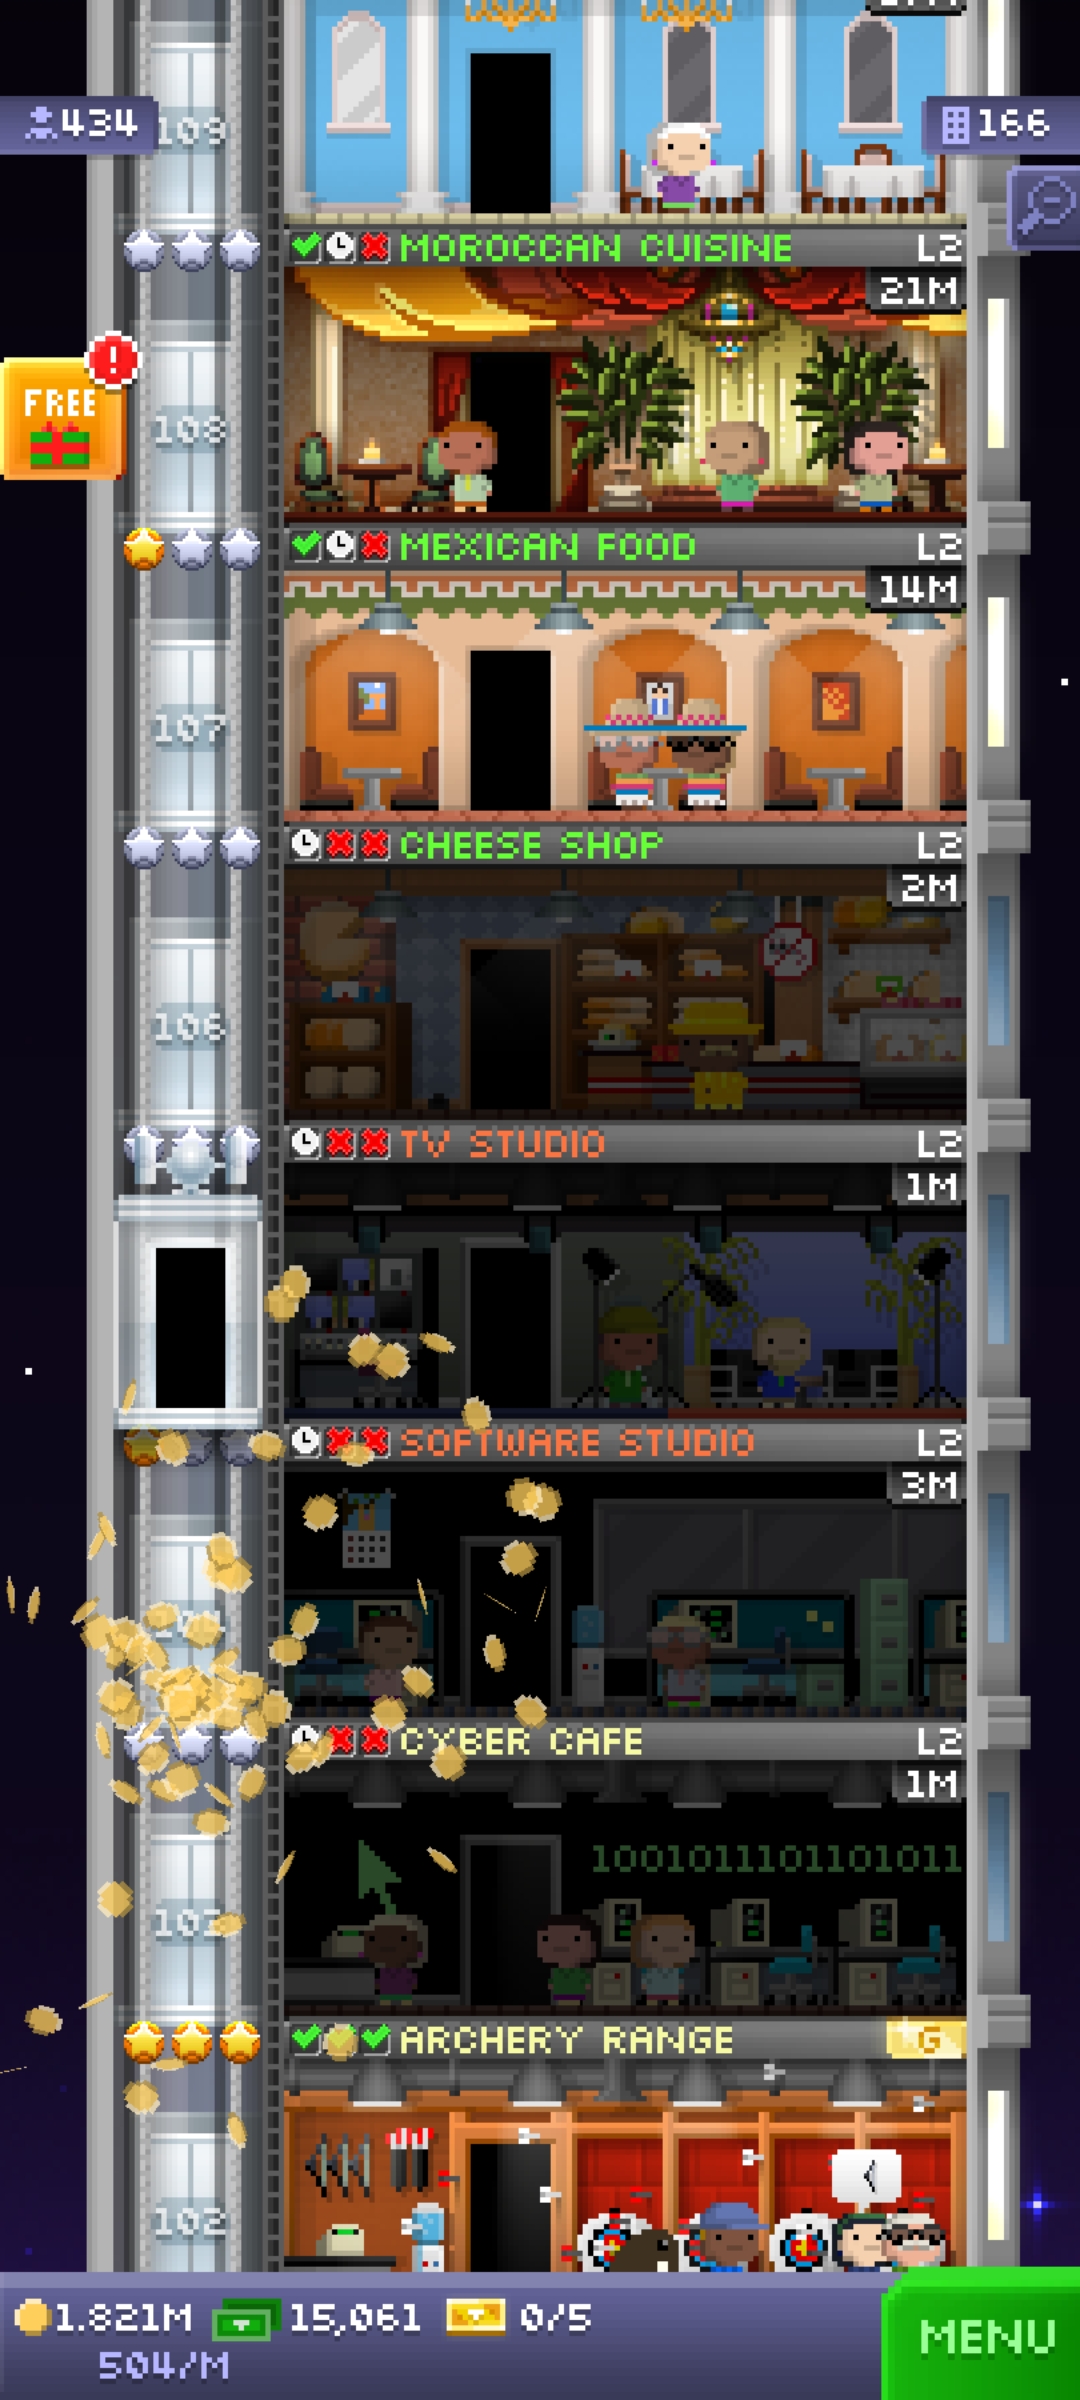 434
109
166
MOROCCAN CUISINE L2
21M
FREE
!
108
MEXICAN FOOD L2
14M
107
CHEESE SHOP L2
2M
106
TV STUDIO L2
1M
SOFTWARE STUDIO L2
3M
CYBER CAFE L2
1M
1001011101101011
ARCHERY RANGE G
102
1.821M 15,061 0/5
504/M
MENU